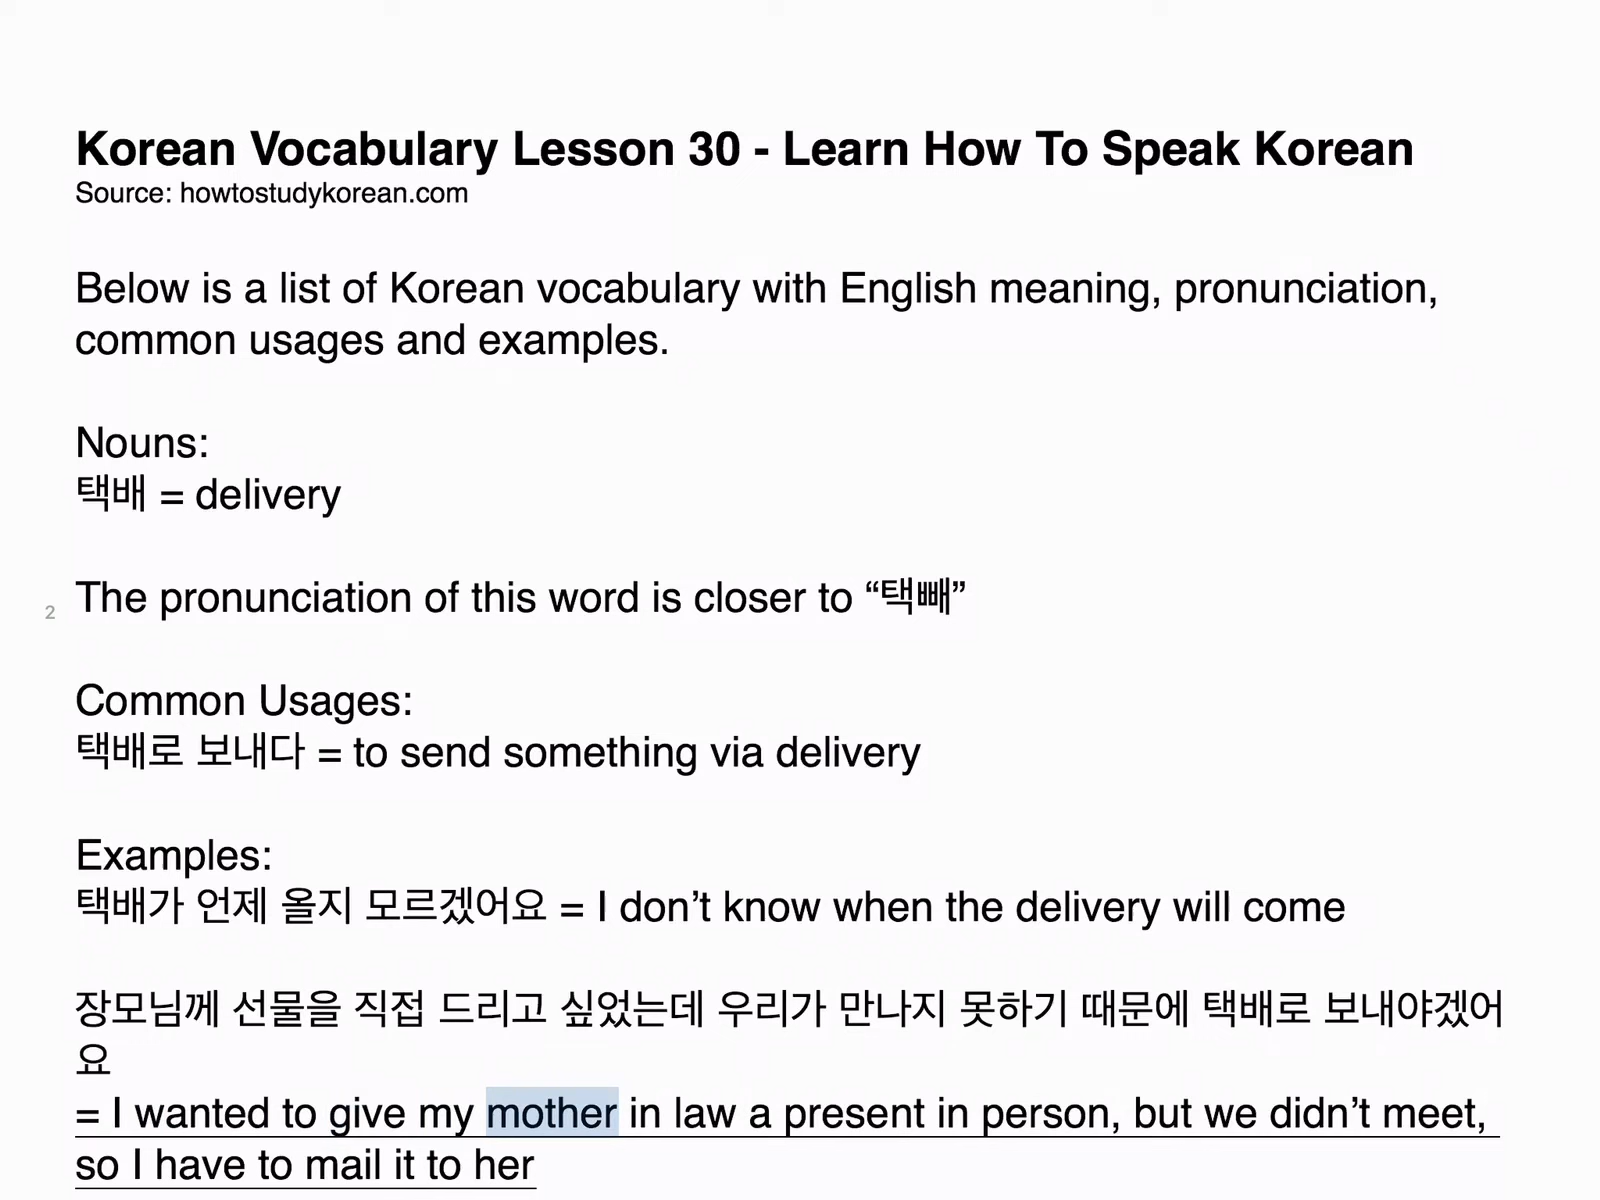 Korean Vocabulary Lesson 30 - Learn How To Speak Korean
Source: howtostudykorean.com
Below is a list of Korean vocabulary with English meaning, pronunciation,
common usages and examples.
Nouns:
택배 = delivery
2
The pronunciation of this word is closer to “택빼”
Common Usages:
택배로 보내다 = to send something via delivery
Examples:
택배가 언제 올지 모르겠어요 = I don’t know when the delivery will come
장모님께 선물을 직접 드리고 싶었는데 우리가 만나지 못하기 때문에 택배로 보내야겠어
요
= I wanted to give my mother in law a present in person, but we didn’t meet,
so I have to mail it to her